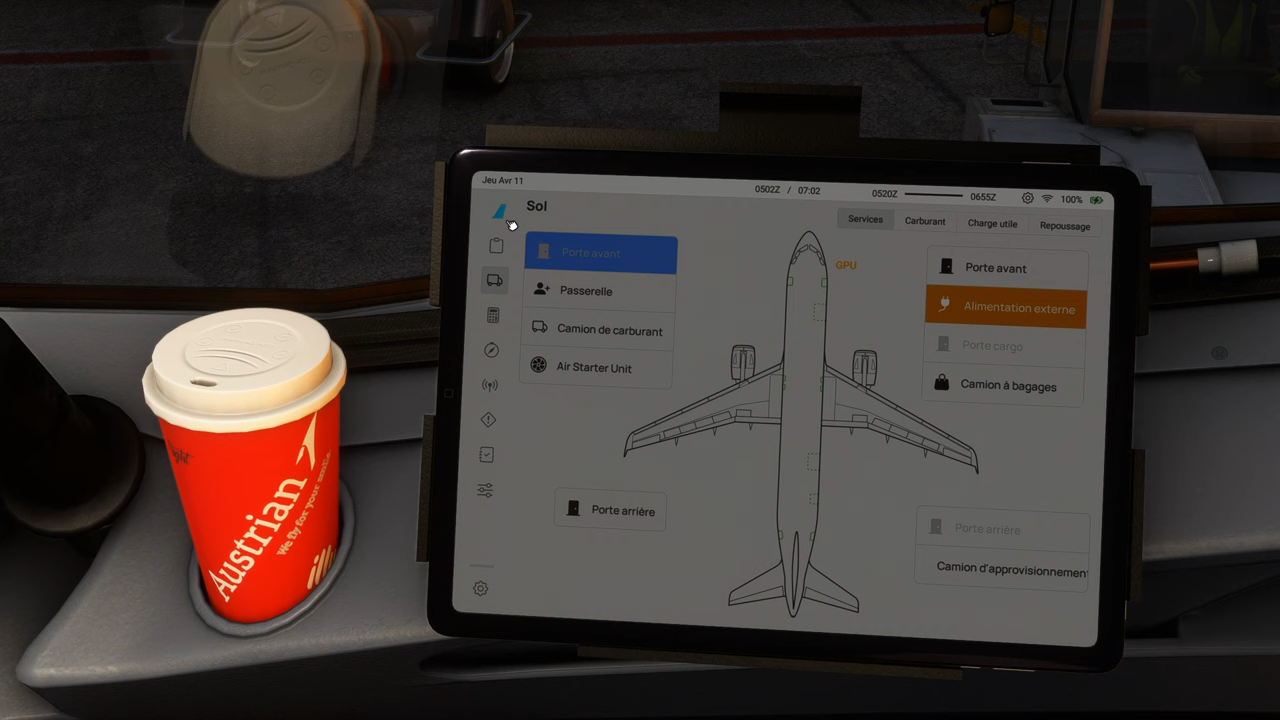 Jeu Avr 11
0502Z / 07:02
0520Z
0655Z
100%
Sol
Services
Carburant
Charge utile
Repoussage
Porte avant
Passerelle
Camion de carburant
Air Starter Unit
GPU
Porte avant
Alimentation externe
Porte cargo
Camion à bagages
Porte arrière
Porte arrière
Camion d'approvisionnement
Austrian
We fly for your smile.